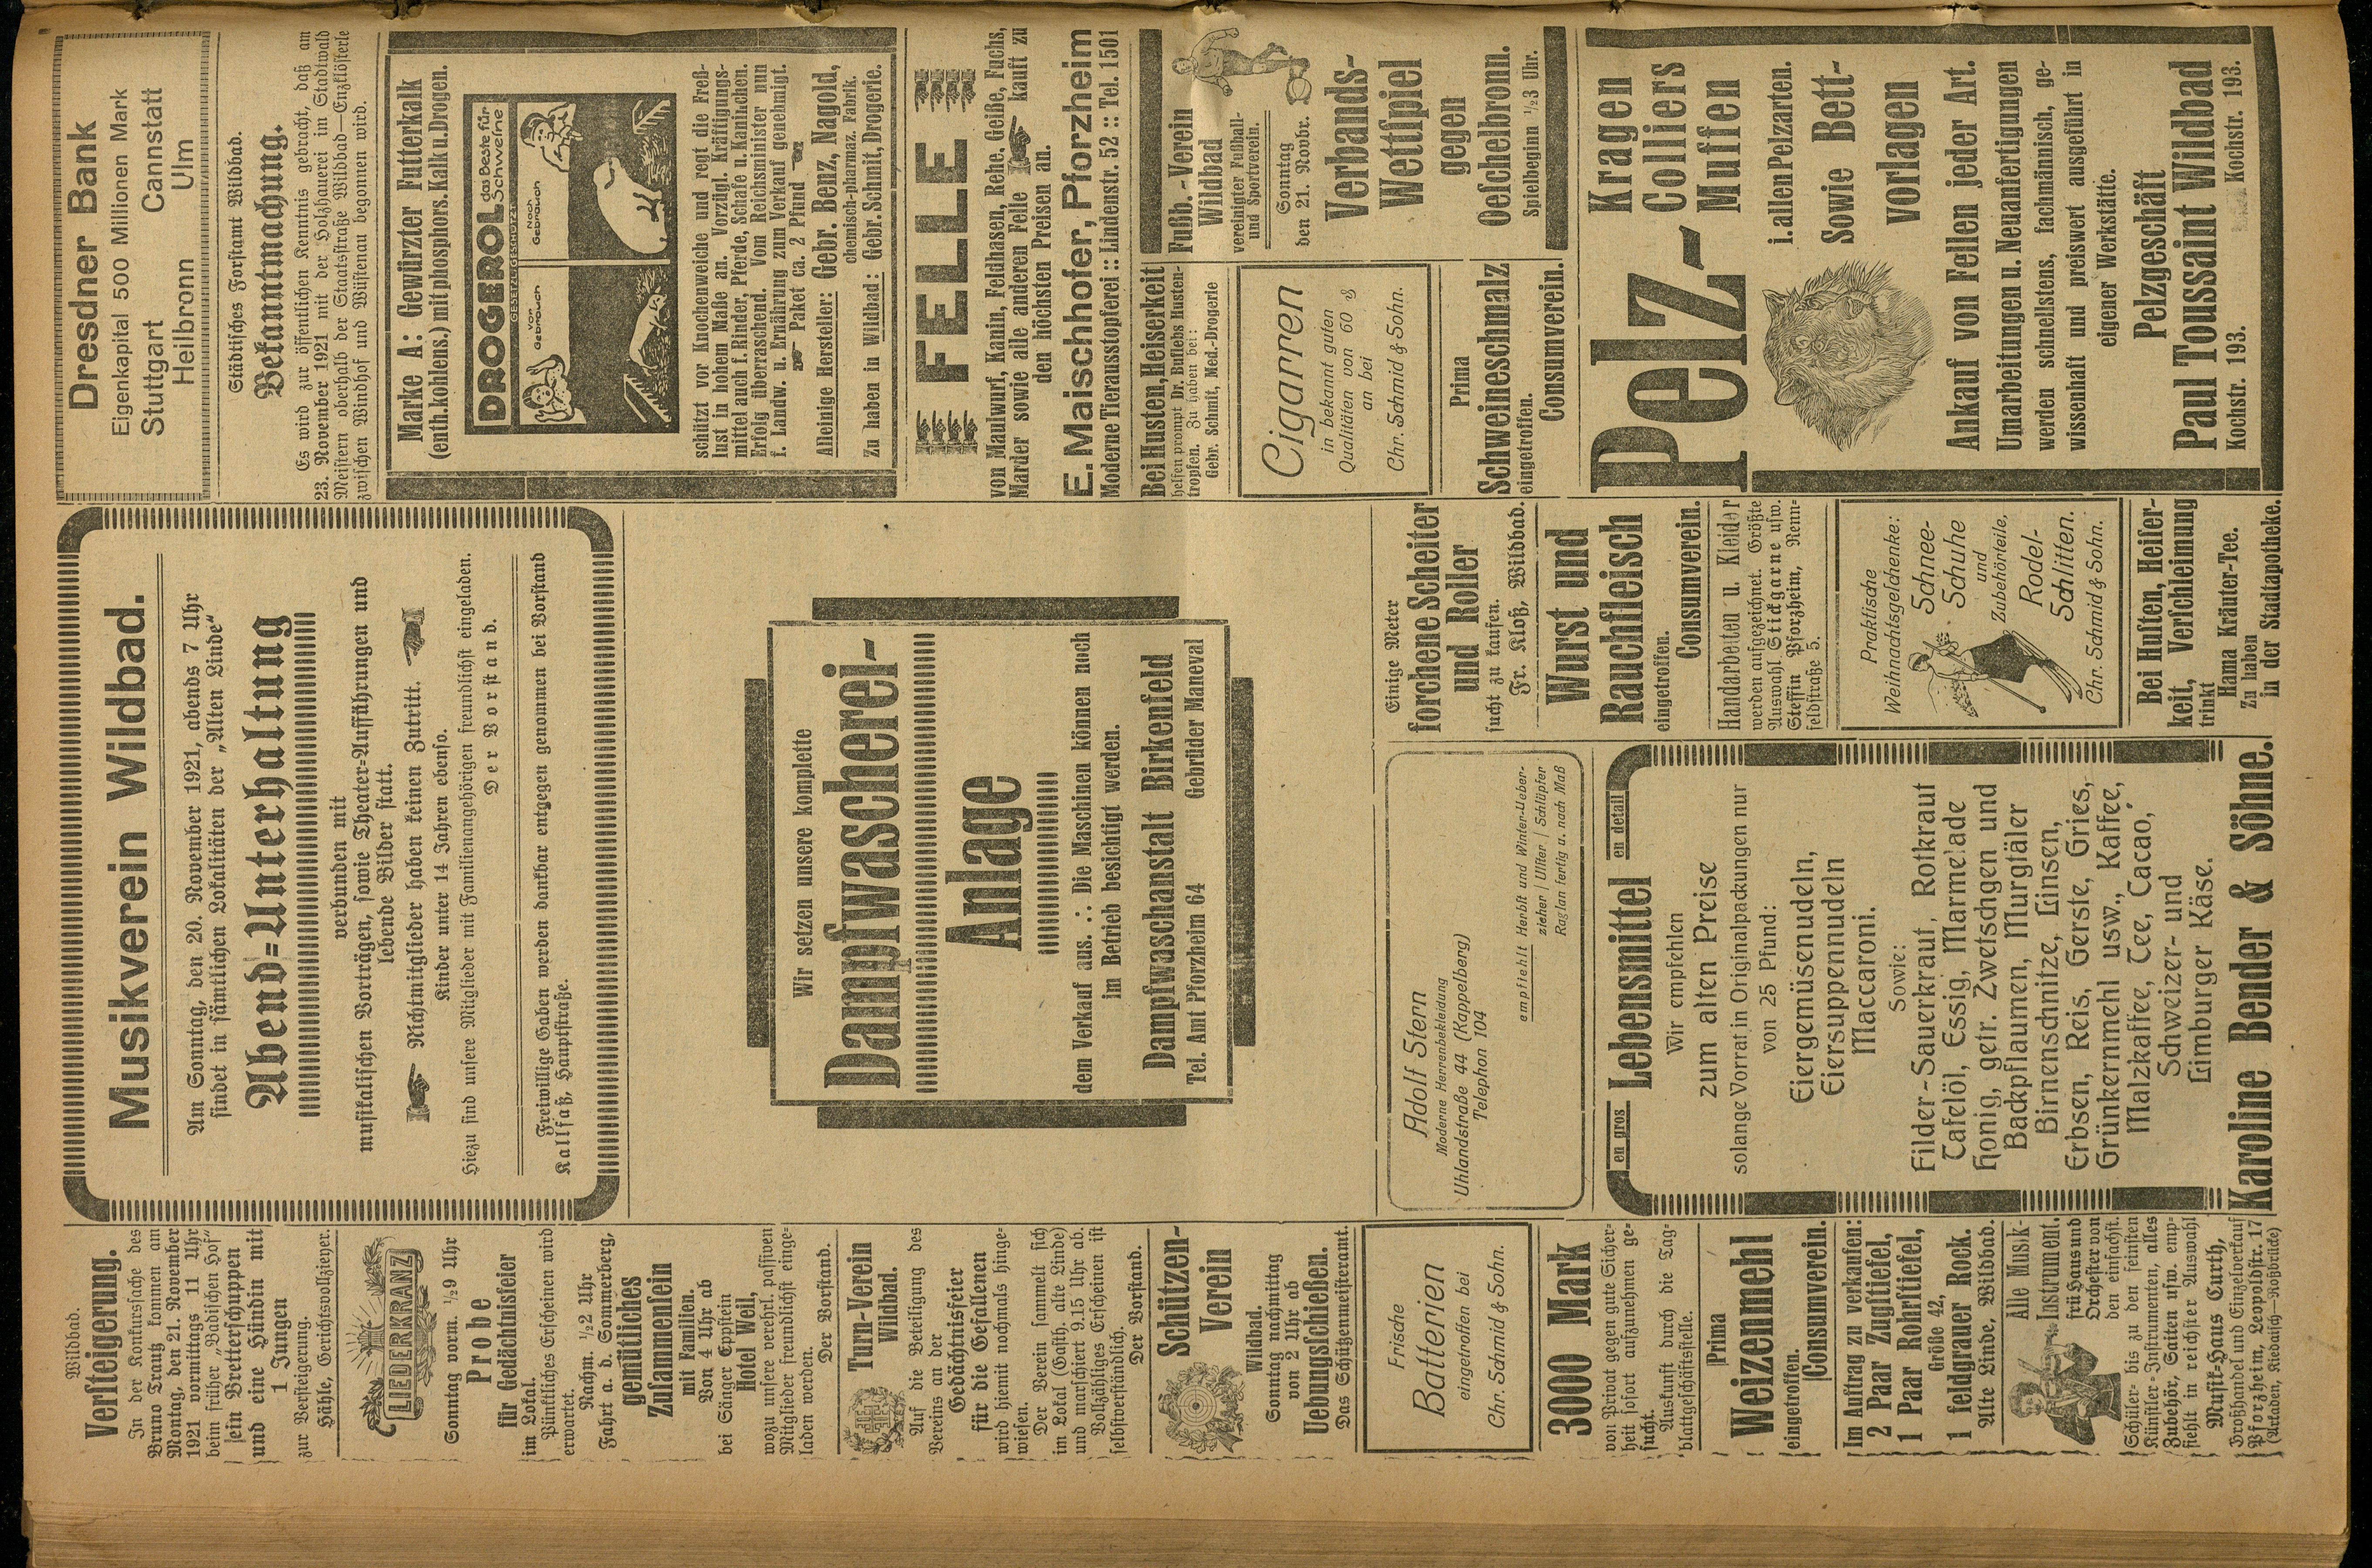 Wildbad.
Versteigerung.
In der Konkurssache des
Bruno Trautz kommen am
Montag, den 21. November
1921 vormittags 11 Uhr
beim früher „Badischen Hof“
sein Bretterschuppen
und eine Hündin mit
1 Jungen
zur Versteigerung.
Hähle, Gerichtsvollzieher.
LIEDERKRANZ
Sonntag vorm. ½9 Uhr
Probe
für Gedächtnisfeier
im Lokal.
Pünktliches Erscheinen wird
erwartet.
Nachm. ½2 Uhr
Fahrt a. d. Sommerberg,
gemütliches
Zusammensein
mit Familien.
Von 4 Uhr ab
bei Sänger Eppstein
Hotel Weil,
wozu unsere verehrl. passiven
Mitglieder freundlichst einge-
laden werden.
Der Vorstand.
Turn-Verein
Wildbad.
Auf die Beteiligung des
Vereins an der
Gedächtnisfeier
für die Gefallenen
wird hiemit nochmals hinge-
wiesen.
Der Verein sammelt sich
im Lokal (Gasth. alte Linde)
und marschiert 9.15 Uhr ab.
Vollzähliges Erscheinen ist
selbstverständlich.
Der Vorstand.
Schützen-
Verein
Wildbad.
Sonntag nachmittag
von 2 Uhr ab
Uebungschießen.
Das Schützenmeisteramt.
Frische
Batterien
eingetroffen bei
Chr. Schmid & Sohn.
3000 Mark
von Privat gegen gute Sicher-
heit sofort aufzunehmen ge-
sucht.
Auskunft durch die Tag-
blattgeschäftsstelle.
Prima
Weizenmehl
eingetroffen.
Consumverein.
Im Auftrag zu verkaufen:
2 Paar Zugstiefel,
1 Paar Rohrstiefel,
Größe 42,
1 feldgrauer Rock.
Alte Linde, Wildbad.
Alle Musik-
Instrument.
frü Haus und
Orchester von
den einfachst.
Schüler- bis zu den feinsten
Künstler-Instrumenten, alles
Zubehör, Saiten usw. emp-
fiehlt in reichster Auswahl
Musik-Haus Curth,
Großhandel und Einzelverkauf
Pforzheim, Leopoldstr. 17
(Arkaden, Kiedaisch—Roßbrücke)
Musikverein Wildbad.
Am Sonntag, den 20. November 1921, abends 7 Uhr
findet in sämtlichen Lokalitäten der „Alten Linde“
Abend-Unterhaltung
verbunden mit
musikalischen Vorträgen, sowie Theater-Aufführungen und
lebende Bilder statt.
Nichtmitglieder haben keinen Zutritt.
Kinder unter 14 Jahren ebenso.
Hiezu sind unsere Mitglieder mit Familienangehörigen freundlichst eingeladen.
Der Vorstand.
Freiwillige Gaben werden dankbar entgegen genommen bei Vorstand
Kalfaß, Hauptstraße.
Wir setzen unsere komplette
Dampfwascherei-
Anlage
dem Verkauf aus. :. Die Maschinen können noch
im Betrieb besichtigt werden.
Dampfwaschanstalt Birkenfeld
Tel. Amt Pforzheim 64 Gebrüder Maneval
Adolf Stern
Moderne Herrenbekleidung
Uhlandstraße 44 (Kappelberg)
Telephon 104
empfiehlt Herbst und Winter-Ueber-
zieher / Ulster / Schlüpfer
Raglan fertig u. nach Maß
en gros Lebensmittel en detail
Wir empfehlen
zum alten Preise
solange Vorrat in Originalpackungen nur
von 25 Pfund:
Eiergemüsenudeln,
Eiersuppennudeln
Maccaroni.
Sowie:
Filder-Sauerkraut, Rotkraut
Tafelöl, Essig, Marmelade
Honig, getr. Zwetschgen und
Backpflaumen, Murgtäler
Birnenschnitze, Linsen,
Erbsen, Reis, Gerste, Gries,
Grünkernmehl usw., Kaffee,
Malzkaffee, Tee, Cacao,
Schweizer- und
Limburger Käse.
Karoline Bender & Söhne.
Einige Meter
forchene Scheiter
und Roller
sucht zu kaufen.
Fr. Kloß, Wildbad.
Wurst und
Rauchfleisch
eingetroffen.
Consumverein.
Handarbeiten u. Kleider
werden aufgezeichnet. Größte
Auswahl Stickgarne usw.
Steffin Pforzheim, Renn-
feldstraße 5.
Praktische
Weihnachtsgeschenke:
Schnee-
Schuhe
und
Zubehörteile,
Rodel-
Schlitten.
Chr. Schmid & Sohn.
Bei Husten, Heiser-
keit, Verschleimung
trinkt
Hama Kräuter-Tee.
Zu haben
in der Stadtapotheke.
Dresdner Bank
Eigenkapital 500 Millionen Mark
Stuttgart Cannstatt
Heilbronn Ulm
Städtisches Forstamt Wildbad.
Bekanntmachung.
Es wird zur öffentlichen Kenntnis gebracht, daß am
23. November 1921 mit der Holzhauerei im Stadtwald
Meistern oberhalb der Staatsstraße Wildbad—Enzklösterle
zwischen Windhof und Wüstenau begonnen wird.
Marke A: Gewürzter Futterkalk
(enth. kohlens.) mit phosphors. Kalk u. Drogen.
DROGEROL das Beste für Schweine
GESETZL. GESCHÜTZT
vor Gebrauch
Noch Gebrauch
schützt vor Knochenweiche und regt die Freß-
lust in hohem Maße an. Vorzügl. Kräftigungs-
mittel auch f. Rinder, Pferde, Schafe u. Kaninchen.
Erfolg überraschend. Vom Reichsminister nun
f. Landw. u. Ernährung zum Verkauf genehmigt.
Paket ca. 2 Pfund
Alleinige Hersteller: Gebr. Berz, Nagold,
chemisch-pharmaz. Fabrik.
Zu haben in Wildbad: Gebr. Schmit, Drogerie.
FELLE
von Maulwurf, Kanin, Feldhasen, Rehe, Geiße, Fuchs,
Marder sowie alle anderen Felle kauft zu
den höchsten Preisen an.
E. Maischhofer, Pforzheim
Moderne Tierausstopferei :: Lindenstr. 52 :: Tel. 1501
Bei Husten, Heiserkeit
helfen prompt Dr. Buflebs Husten-
tropfen. Zu haben bei:
Gebr. Schmit, Med.-Drogerie
Cigarren
in bekannt guten
Qualitäten von 60 ₰
an bei
Chr. Schmid & Sohn.
Prima
Schweineschmalz
eingetroffen.
Consumverein.
Fußb.-Verein
Wildbad
vereinigter Fußball-
und Sportverein.
Sonntag
den 21. Novbr.
Verbands-
Wettspiel
gegen
Oeschelbronn.
Spielbeginn ½3 Uhr.
Pelz-
Kragen
Colliers
Muffen
i. allen Pelzarten.
Sowie Bett-
vorlagen
Ankauf von Fellen jeder Art.
Umarbeitungen u. Neuanfertigungen
werden schnellstens, fachmännisch, ge-
wissenhaft und preiswert ausgeführt in
eigener Werkstätte.
Pelzgeschäft
Paul Toussaint Wildbad
Kochstr. 193. Kochstr. 193.